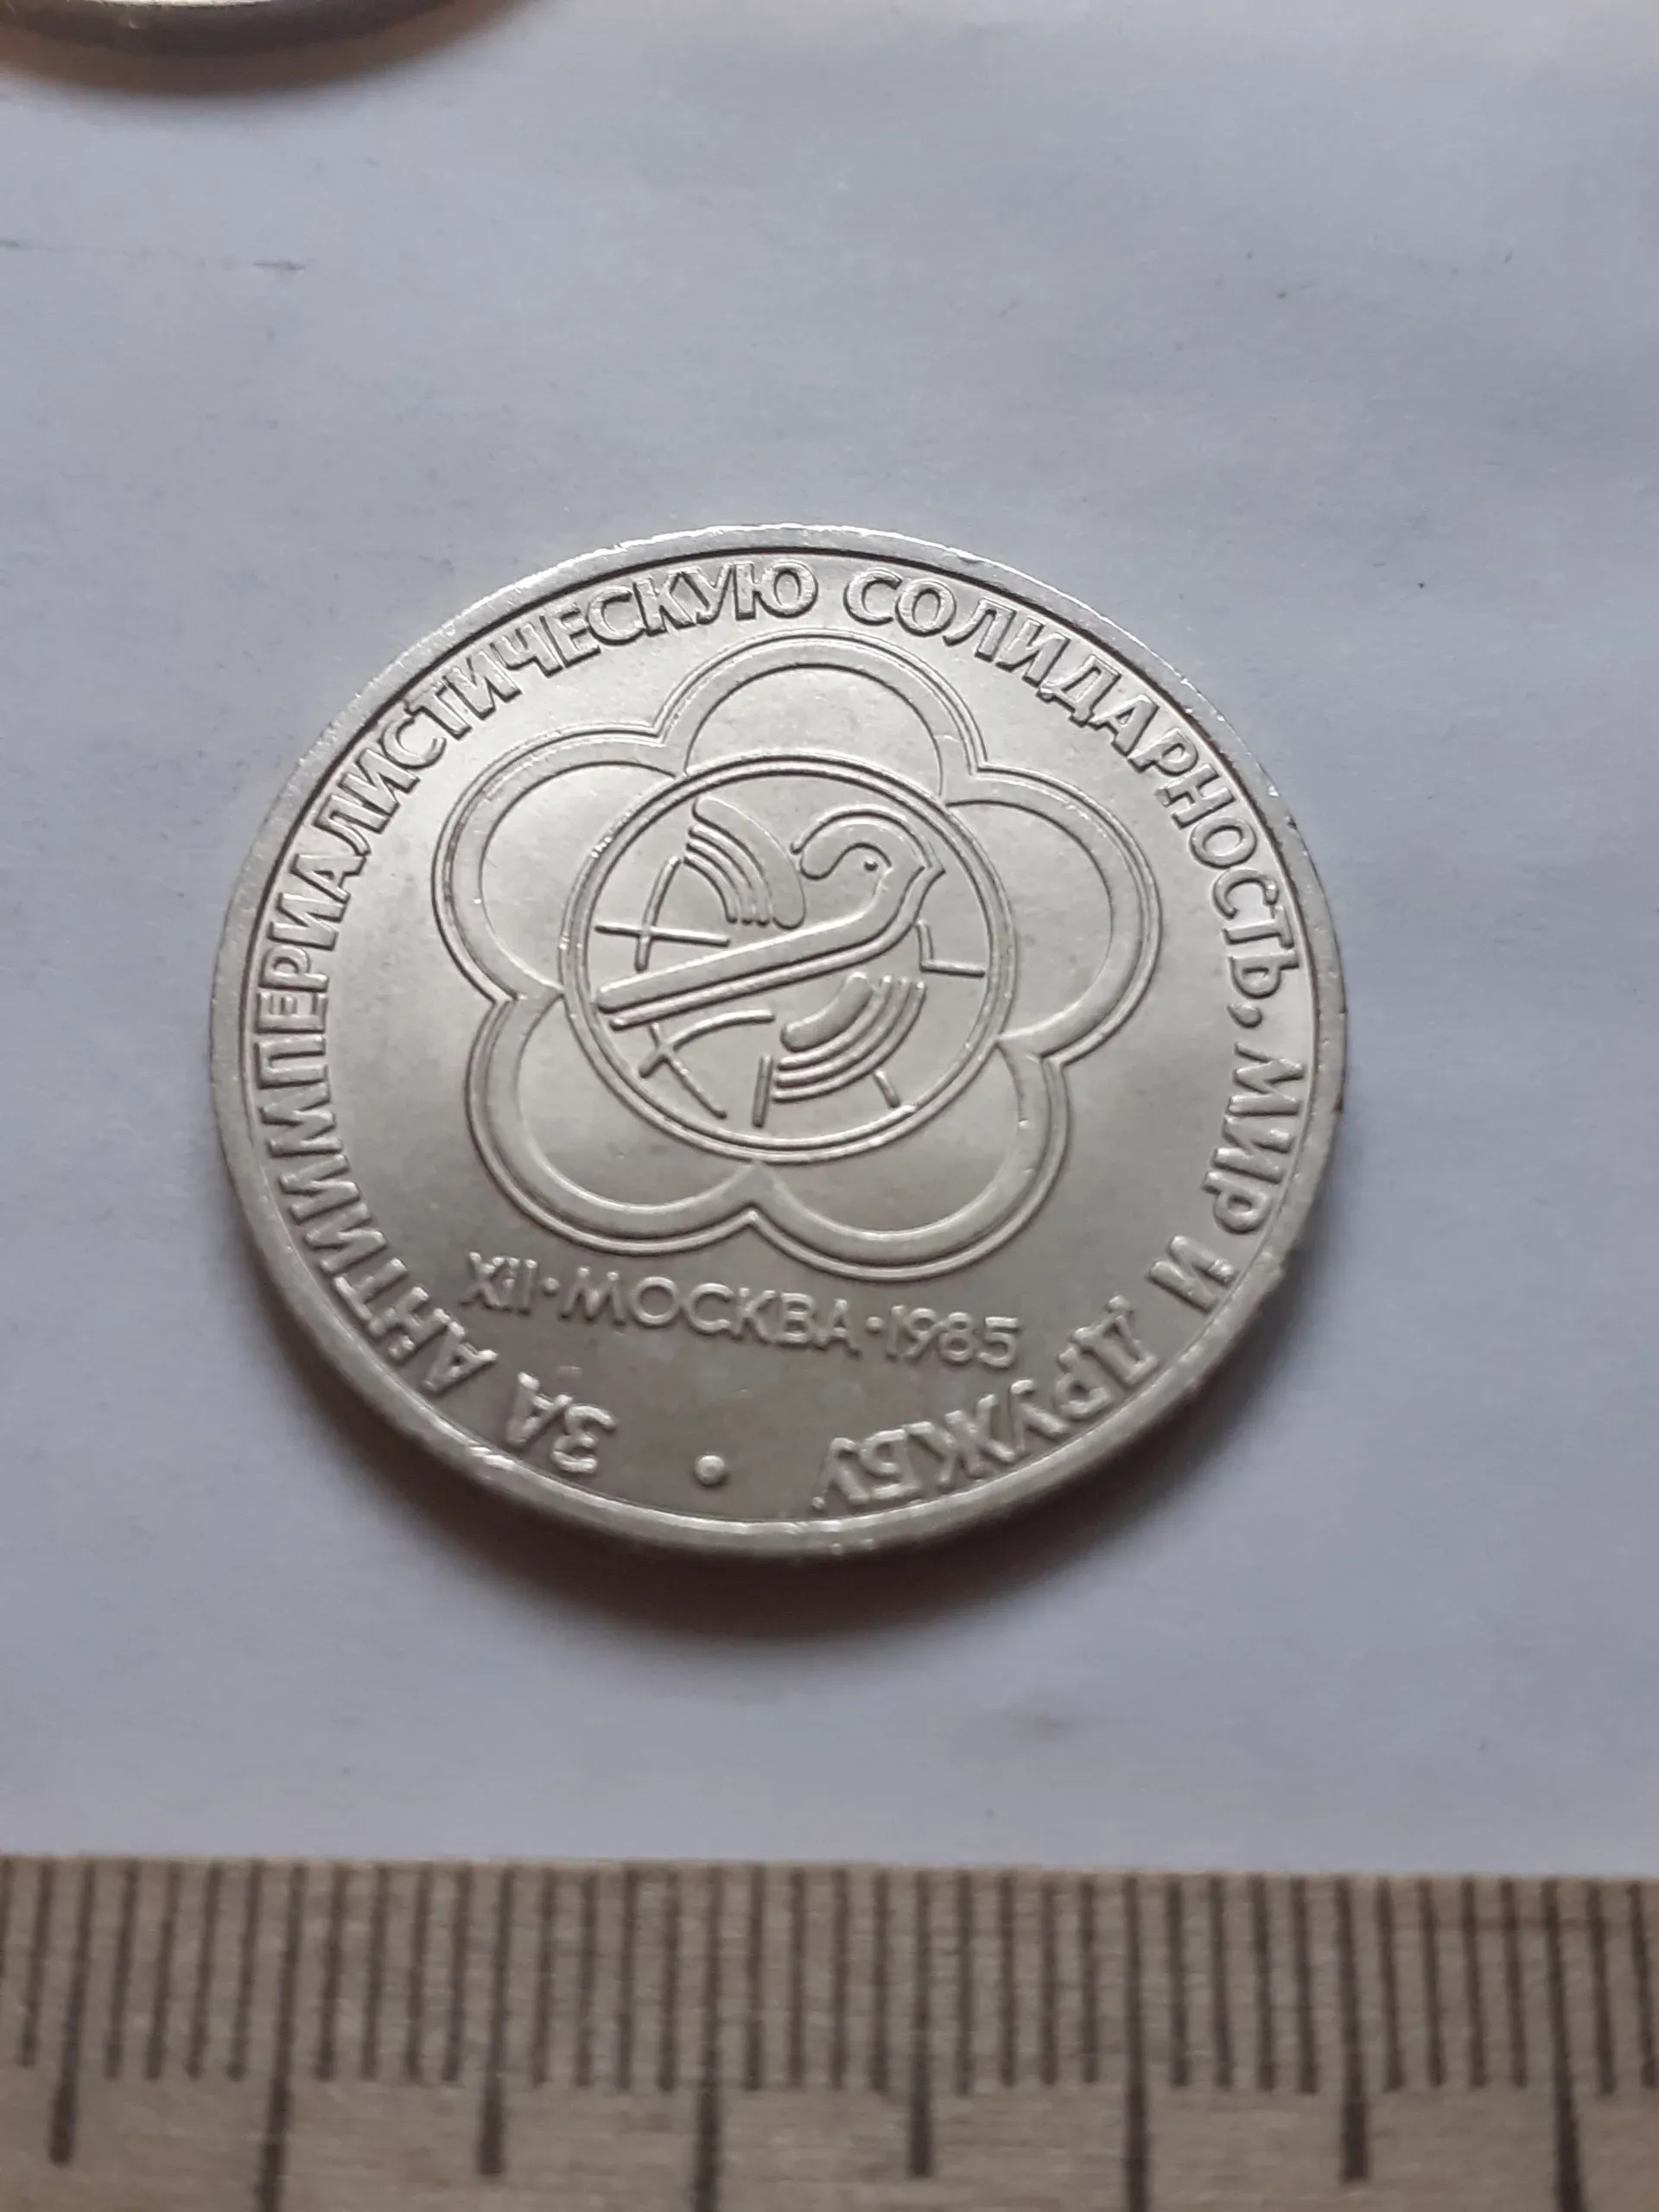 ЗА АНТИИМПЕРИАЛИСТИЧЕСКУЮ СОЛИДАРНОСТЬ, МИР И ДРУЖБУ •
XII•МОСКВА•1985